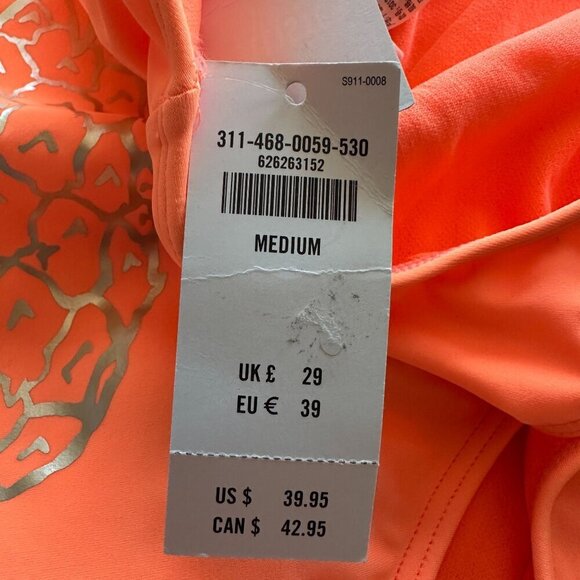 S911-0008
311-468-0059-530
626263152
MEDIUM
UK £ 29
EU € 39
US $ 39.95
CAN $ 42.95